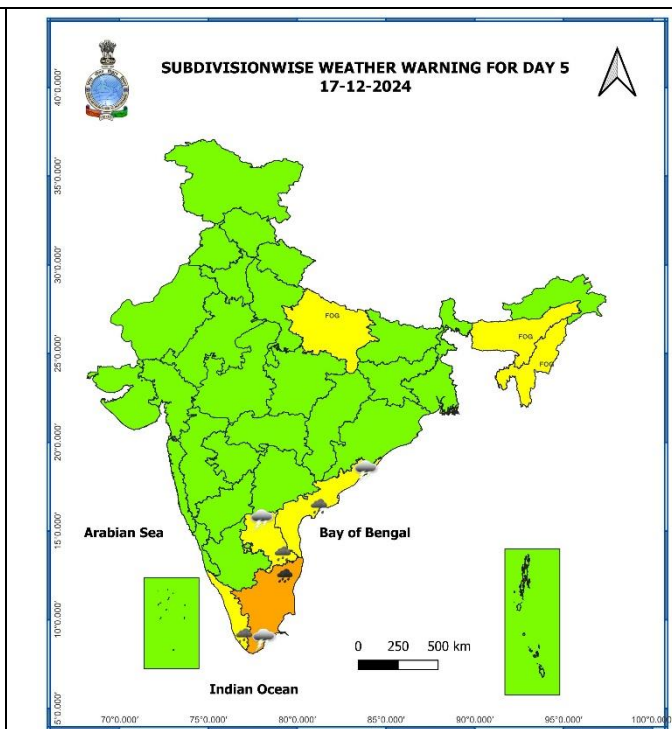 SUBDIVISIONWISE WEATHER WARNING FOR DAY 5
17-12-2024
40°0.000'
35°0.000'
30°0.000'
25°0.000'
20°0.000'
15°0.000'
10°0.000'
5°0.000'
FOG
FOG
FOG
Arabian Sea
Bay of Bengal
0 250 500 km
Indian Ocean
70°0.000' 75°0.000' 80°0.000' 85°0.000' 90°0.000' 95°0.000' 100°0.000'